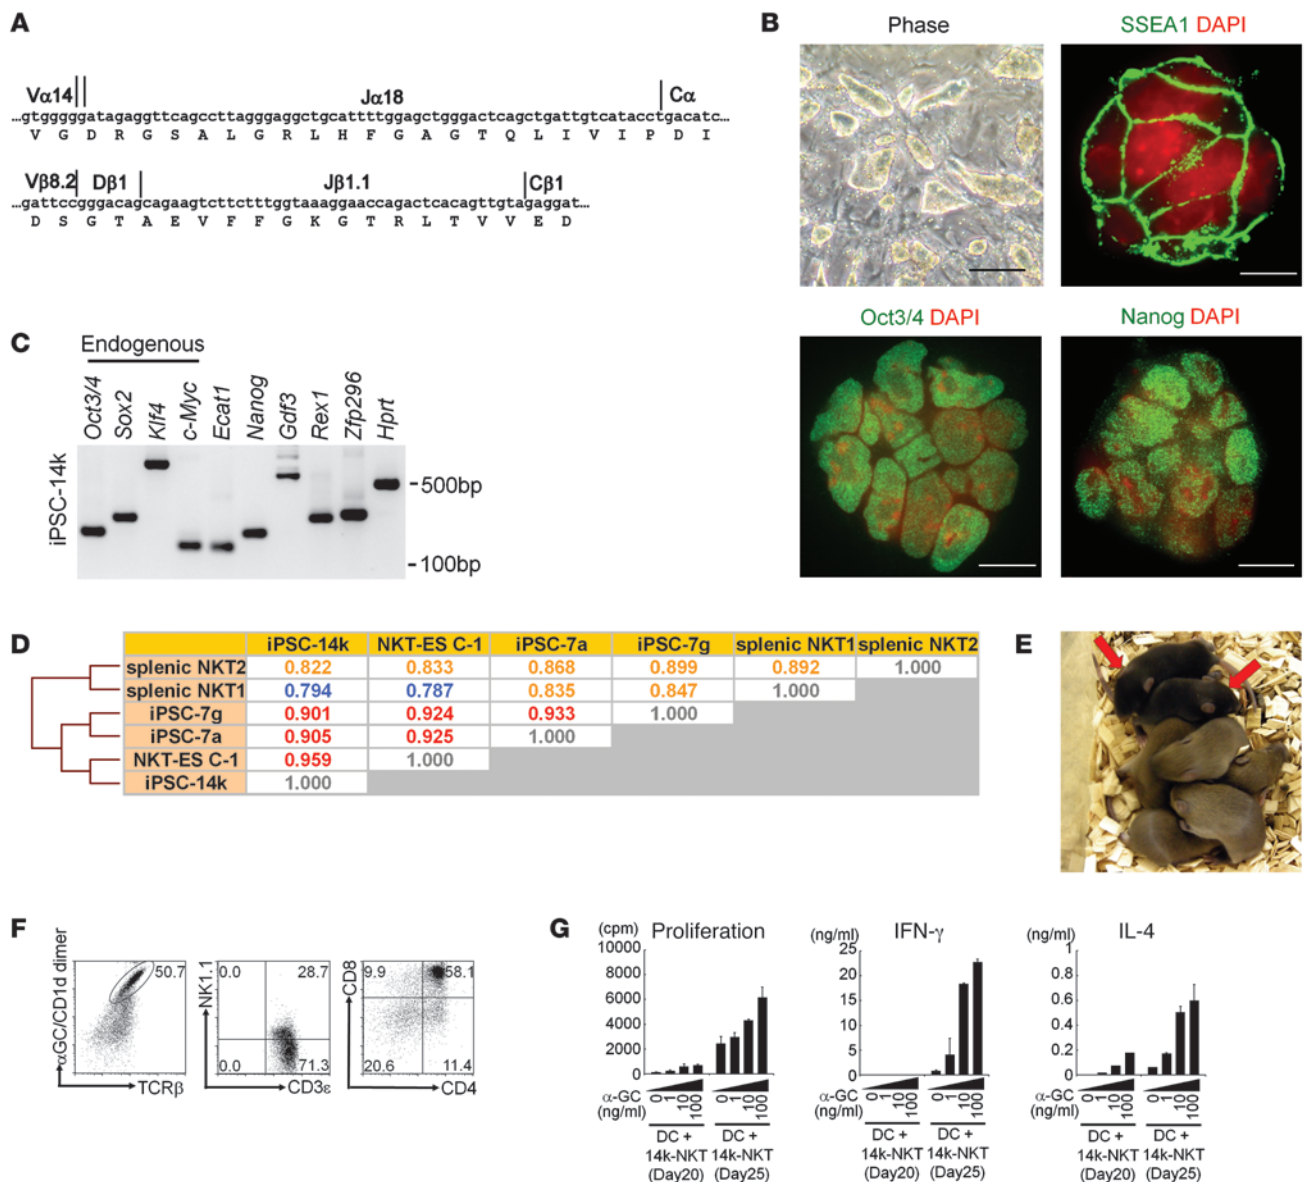 A
Vα14 Jα18 Cα
...gtgggggatagaggttcagccttagggaggctgcattttggagctgggactcagctgattgtcatacctgacatc...
V G D R G S A L G R L H F G A G T Q L I V I P D I
Vβ8.2 Dβ1 Jβ1.1 Cβ1
...gattccgggacagcagaagtcttctttggtaaaggaaccagactcacagttgtagaggat...
D S G T A E V F F G K G T R L T V V E D
B
Phase
SSEA1 DAPI
Oct3/4 DAPI
Nanog DAPI
C
Endogenous
Oct3/4
Sox2
Klf4
c-Myc
Ecat1
Nanog
Gdf3
Rex1
Zfp296
Hprt
iPSC-14k
-500bp
-100bp
D
iPSC-14k NKT-ES C-1 iPSC-7a iPSC-7g splenic NKT1 splenic NKT2
splenic NKT2 0.822 0.833 0.868 0.899 0.892 1.000
splenic NKT1 0.794 0.787 0.835 0.847 1.000
iPSC-7g 0.901 0.924 0.933 1.000
iPSC-7a 0.905 0.925 1.000
NKT-ES C-1 0.959 1.000
iPSC-14k 1.000
E
F
αGC/CD1d dimer
50.7
TCRβ
NK1.1
0.0 28.7
0.0 71.3
CD3ε
CD8
9.9 58.1
20.6 11.4
CD4
G
Proliferation
(cpm)
10000
8000
6000
4000
2000
0
α-GC
(ng/ml)
0 1 10 100 0 1 10 100
DC + DC +
14k-NKT 14k-NKT
(Day20) (Day25)
IFN-γ
(ng/ml)
25
20
15
10
5
0
α-GC
(ng/ml)
0 1 10 100 0 1 10 100
DC + DC +
14k-NKT 14k-NKT
(Day20) (Day25)
IL-4
(ng/ml)
1
0.8
0.6
0.4
0.2
0
α-GC
(ng/ml)
0 1 10 100 0 1 10 100
DC + DC +
14k-NKT 14k-NKT
(Day20) (Day25)